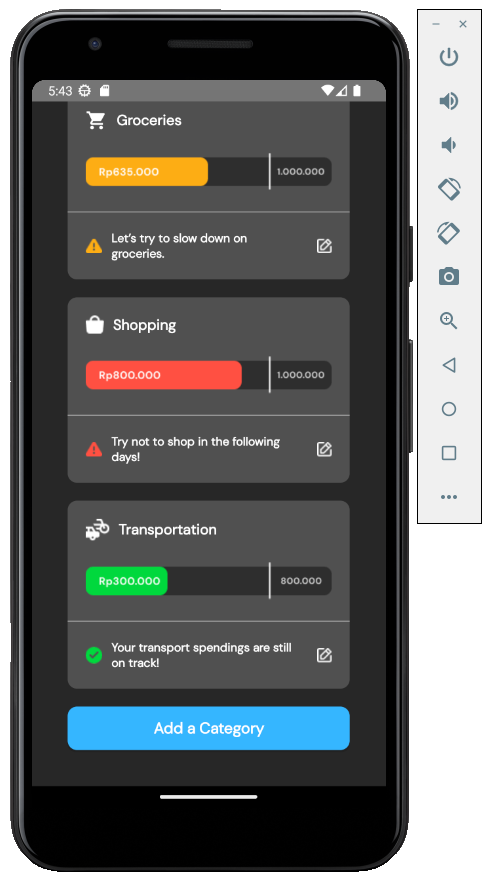 5:43
Groceries
Rp635.000 1.000.000
Let's try to slow down on
groceries.
Shopping
Rp800.000 1.000.000
Try not to shop in the following
days!
Transportation
Rp300.000 800.000
Your transport spendings are still
on track!
Add a Category